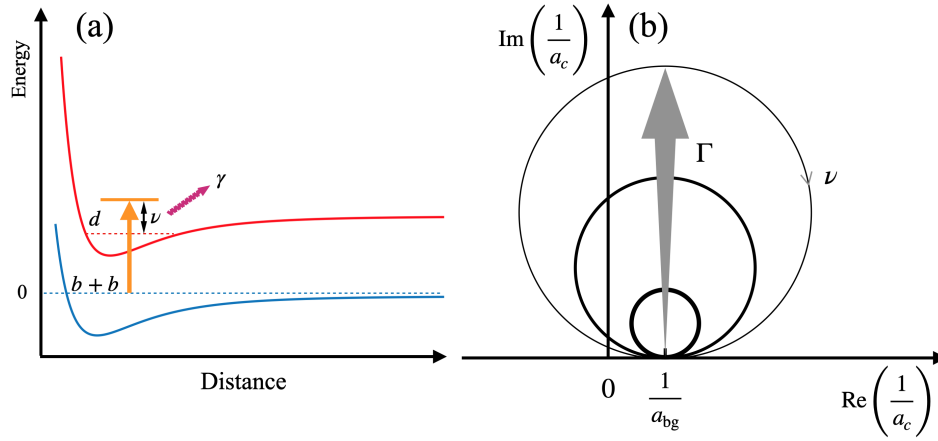 (a)
Energy
d
ν
γ
b + b
0
Distance
(b)
Im(1/a_c)
Γ
ν
0
1/a_bg
Re(1/a_c)